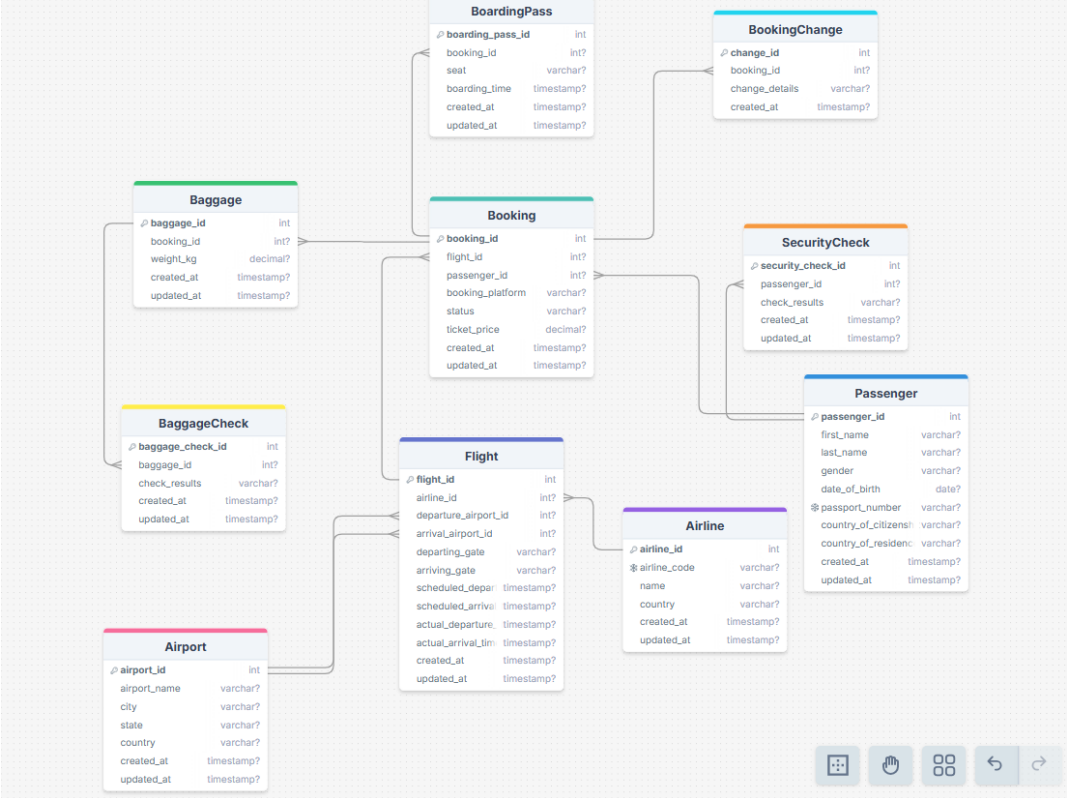 BoardingPass
boarding_pass_id int
booking_id int?
seat varchar?
boarding_time timestamp?
created_at timestamp?
updated_at timestamp?
BookingChange
change_id int
booking_id int?
change_details varchar?
created_at timestamp?
Baggage
baggage_id int
booking_id int?
weight_kg decimal?
created_at timestamp?
updated_at timestamp?
Booking
booking_id int
flight_id int?
passenger_id int?
booking_platform varchar?
status varchar?
ticket_price decimal?
created_at timestamp?
updated_at timestamp?
SecurityCheck
security_check_id int
passenger_id int?
check_results varchar?
created_at timestamp?
updated_at timestamp?
Passenger
passenger_id int
first_name varchar?
last_name varchar?
gender varchar?
date_of_birth date?
passport_number varchar?
country_of_citizensh varchar?
country_of_residenc varchar?
created_at timestamp?
updated_at timestamp?
BaggageCheck
baggage_check_id int
baggage_id int?
check_results varchar?
created_at timestamp?
updated_at timestamp?
Flight
flight_id int
airline_id int?
departure_airport_id int?
arrival_airport_id int?
departing_gate varchar?
arriving_gate varchar?
scheduled_depar timestamp?
scheduled_arriva timestamp?
actual_departure_ timestamp?
actual_arrival_tim timestamp?
created_at timestamp?
updated_at timestamp?
Airline
airline_id int
airline_code varchar?
name varchar?
country varchar?
created_at timestamp?
updated_at timestamp?
Airport
airport_id int
airport_name varchar?
city varchar?
state varchar?
country varchar?
created_at timestamp?
updated_at timestamp?